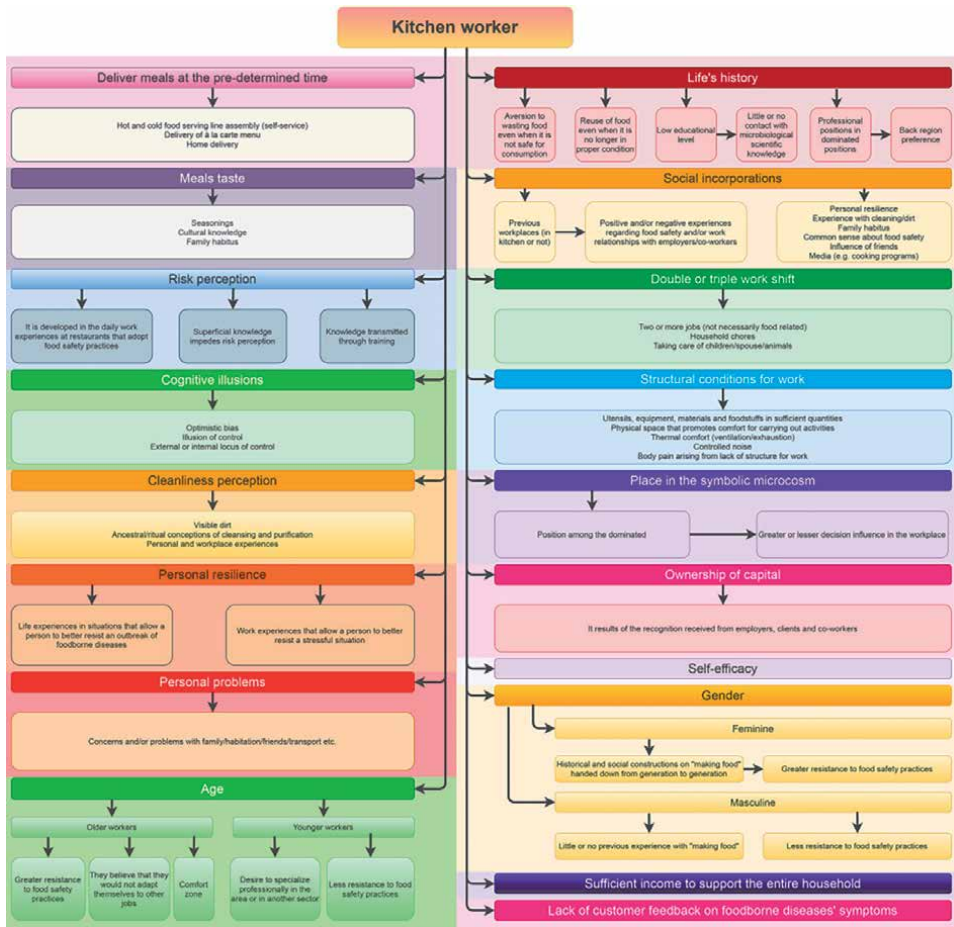 Kitchen worker
Deliver meals at the pre-determined time
Hot and cold food serving line assembly (self-service)
Delivery of à la carte menu
Home delivery
Meals taste
Seasonings
Cultural knowledge
Family habitus
Risk perception
It is developed in the daily work
experiences at restaurants that adopt
food safety practices
Superficial knowledge
impedes risk perception
Knowledge transmitted
through training
Cognitive illusions
Optimistic bias
Illusion of control
External or internal locus of control
Cleanliness perception
Visible dirt
Ancestral/ritual conceptions of cleansing and purification
Personal and workplace experiences
Personal resilience
Life experiences in situations that allow a
person to better resist an outbreak of
foodborne diseases
Work experiences that allow a person to better
resist a stressful situation
Personal problems
Concerns and/or problems with family/habitation/friends/transport etc.
Age
Older workers
Greater resistance
to food safety
practices
They believe that they
would not adapt
themselves to other
jobs
Comfort
zone
Younger workers
Desire to specialize
professionally in the
area or in another sector
Less resistance to food
safety practices
Life's history
Aversion to
wasting food
even when it is
not safe for
consumption
Reuse of food
even when it is
no longer in
proper condition
Low educational
level
Little or no
contact with
microbiological
scientific
knowledge
Professional
positions in
dominated
positions
Back region
preference
Social incorporations
Previous
workplaces (in
kitchen or not)
Positive and/or negative experiences
regarding food safety and/or work
relationships with employers/co-workers
Personal resilience
Experience with cleaning/dirt
Family habitus
Common sense about food safety
Influence of friends
Media (e.g. cooking programs)
Double or triple work shift
Two or more jobs (not necessarily food related)
Household chores
Taking care of children/spouse/animals
Structural conditions for work
Utensils, equipment, materials and foodstuffs in sufficient quantities
Physical space that promotes comfort for carrying out activities
Thermal comfort (ventilation/exhaustion)
Controlled noise
Body pain arising from lack of structure for work
Place in the symbolic microcosm
Position among the dominated
Greater or lesser decision influence in the workplace
Ownership of capital
It results of the recognition received from employers, clients and co-workers
Self-efficacy
Gender
Feminine
Historical and social constructions on "making food"
handed down from generation to generation
Greater resistance to food safety practices
Masculine
Little or no previous experience with "making food"
Less resistance to food safety practices
Sufficient income to support the entire household
Lack of customer feedback on foodborne diseases' symptoms